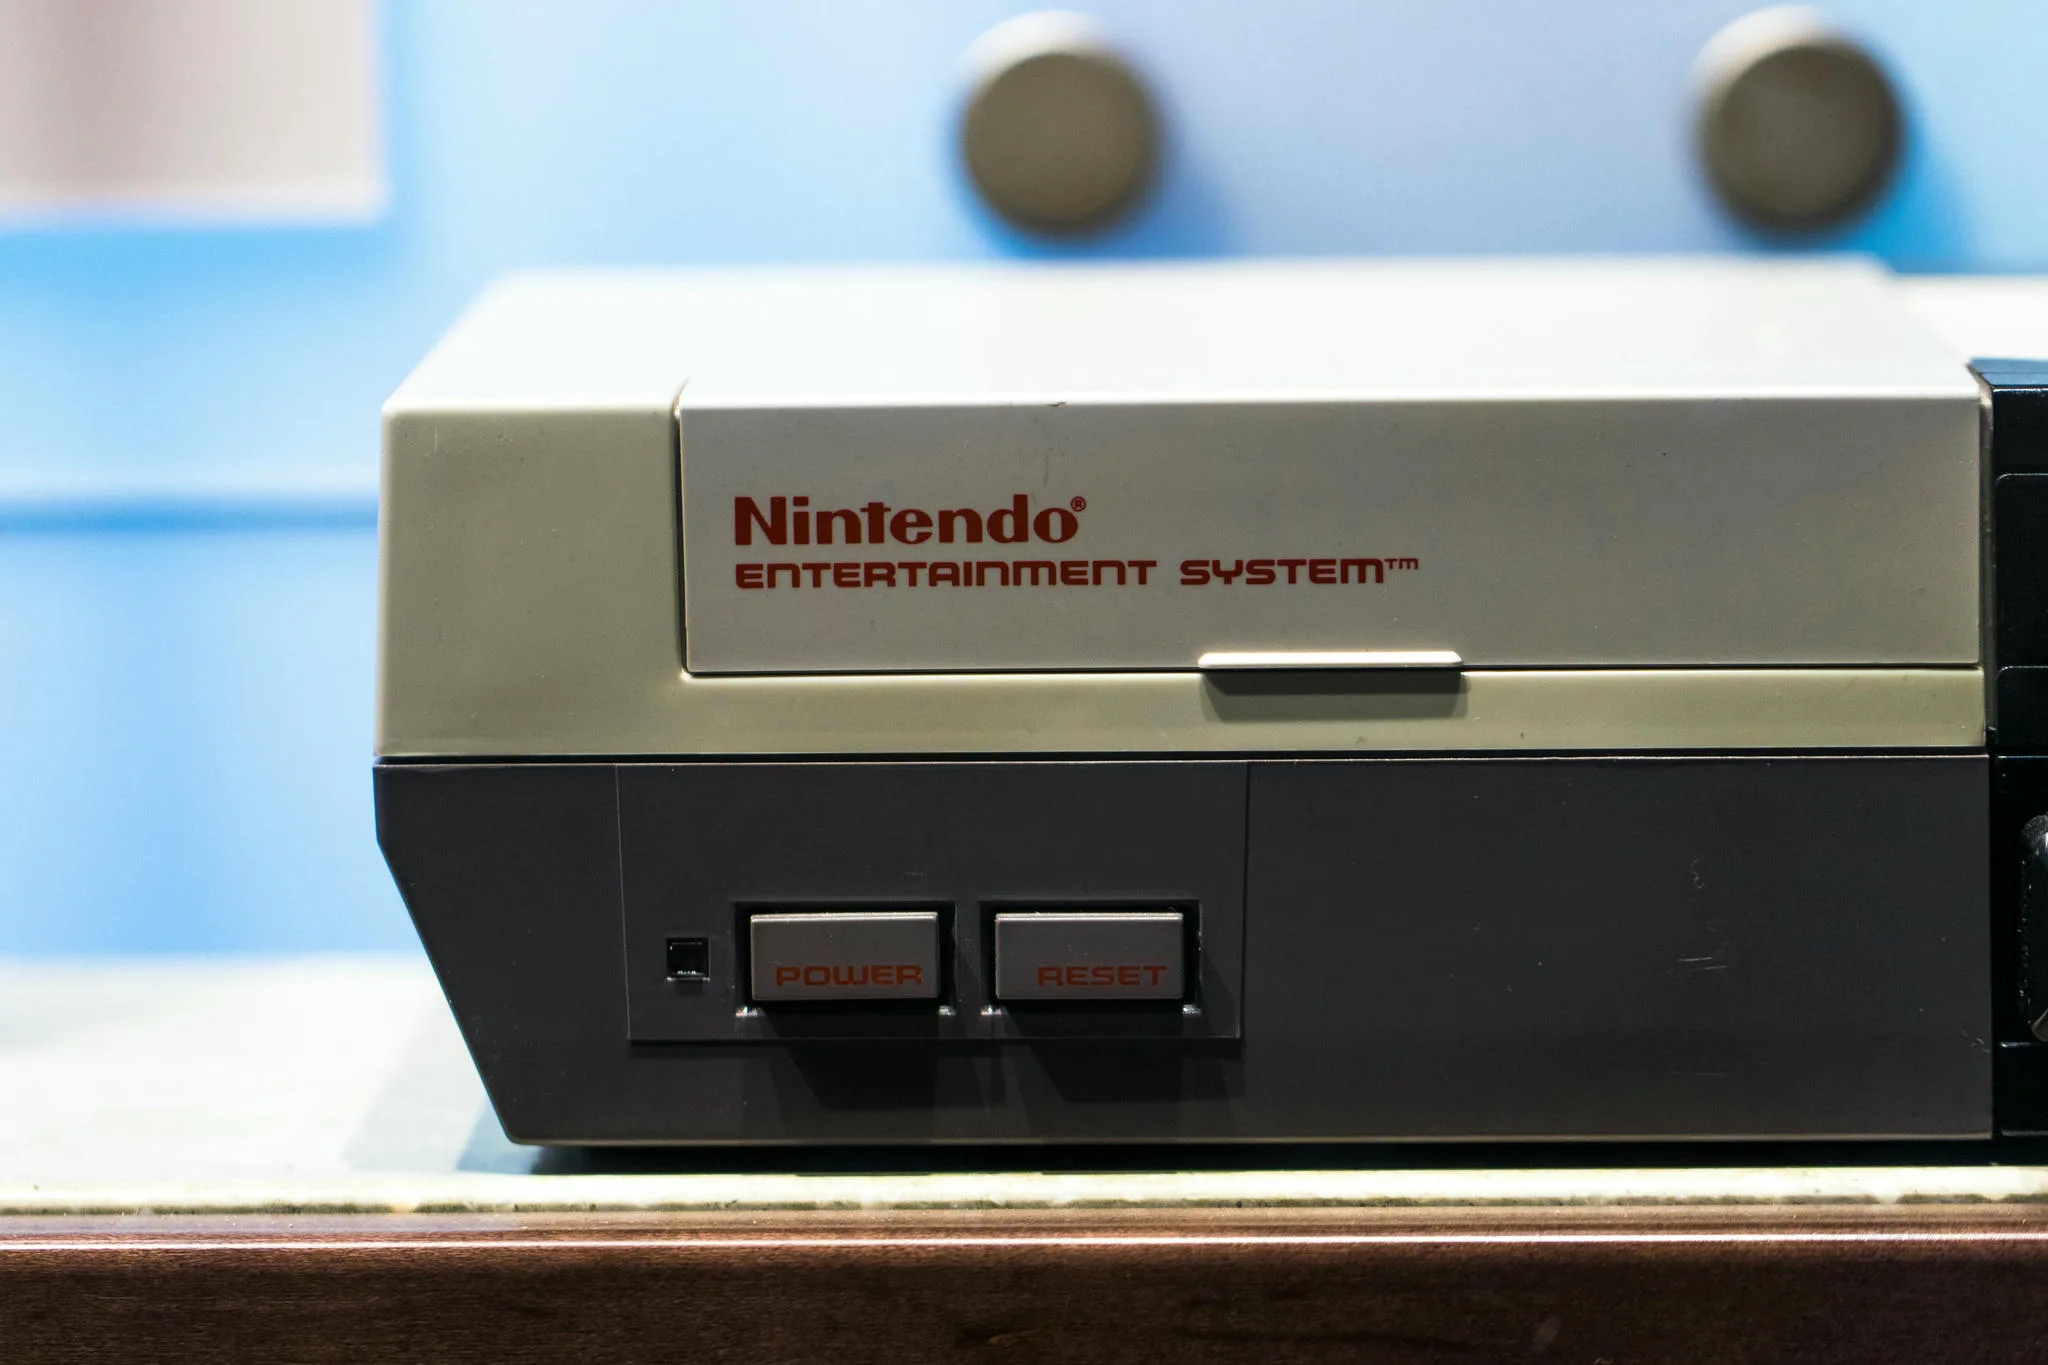 Nintendo®
ENTERTAINMENT SYSTEM™
POWER
RESET